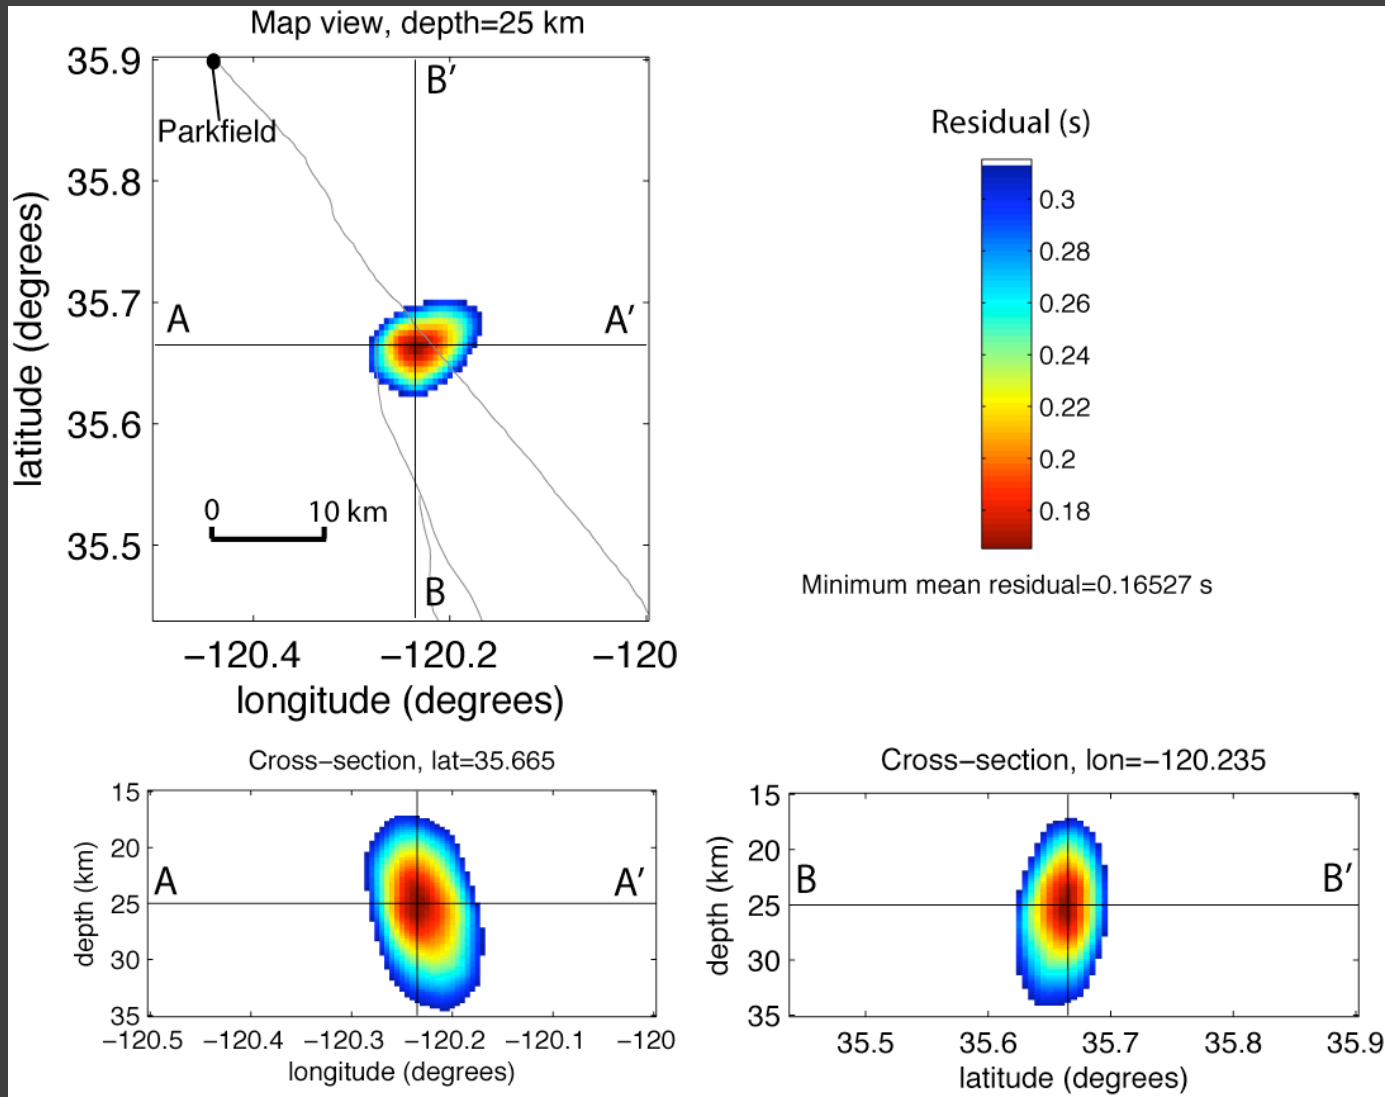 Map view, depth=25 km
35.9
B′
Parkfield
35.8
35.7
A
A′
35.6
0
10 km
35.5
B
latitude (degrees)
−120.4
−120.2
−120
longitude (degrees)
Residual (s)
0.3
0.28
0.26
0.24
0.22
0.2
0.18
Minimum mean residual=0.16527 s
Cross−section, lat=35.665
15
20
A
A′
25
30
35
depth (km)
−120.5
−120.4
−120.3
−120.2
−120.1
−120
longitude (degrees)
Cross−section, lon=−120.235
15
20
B
B′
25
30
35
depth (km)
35.5
35.6
35.7
35.8
35.9
latitude (degrees)